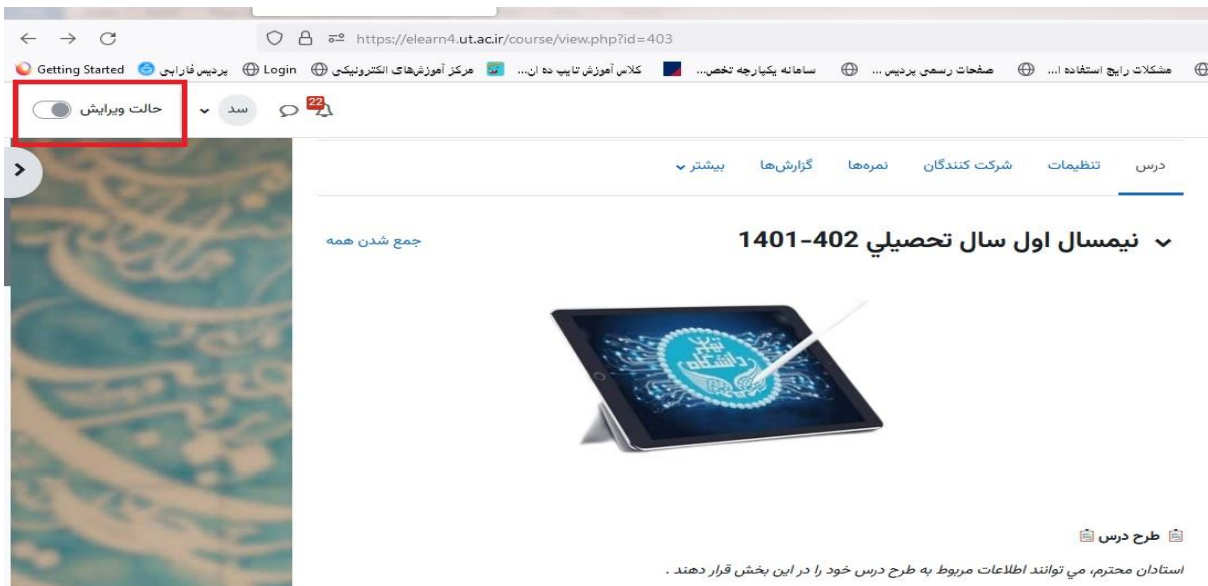 https://elearn4.ut.ac.ir/course/view.php?id=403
مشکلات رایج استفاده ا... صفحات رسمی پردیس ... سامانه یکپارچه تخص... کلاس آموزش تایپ ده ان... مرکز آموزش‌های الکترونیکی Login پردیس فارابی Getting Started
22 سد حالت ویرایش
درس تنظیمات شرکت کنندگان نمره‌ها گزارش‌ها بیشتر
نیمسال اول سال تحصیلي 402-1401
جمع شدن همه
دانشگاه تهران
طرح درس
استادان محترم، مي توانند اطلاعات مربوط به طرح درس خود را در این بخش قرار دهند .